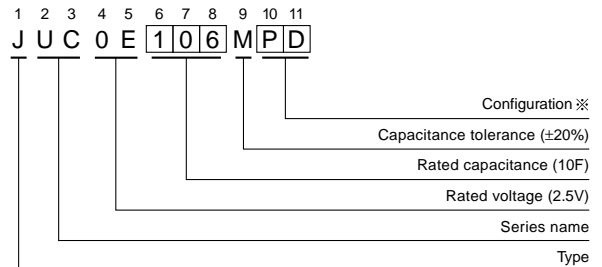 1 2 3 4 5 6 7 8 9 10 11
J U C 0 E 1 0 6 M P D
Configuration ※
Capacitance tolerance (±20%)
Rated capacitance (10F)
Rated voltage (2.5V)
Series name
Type